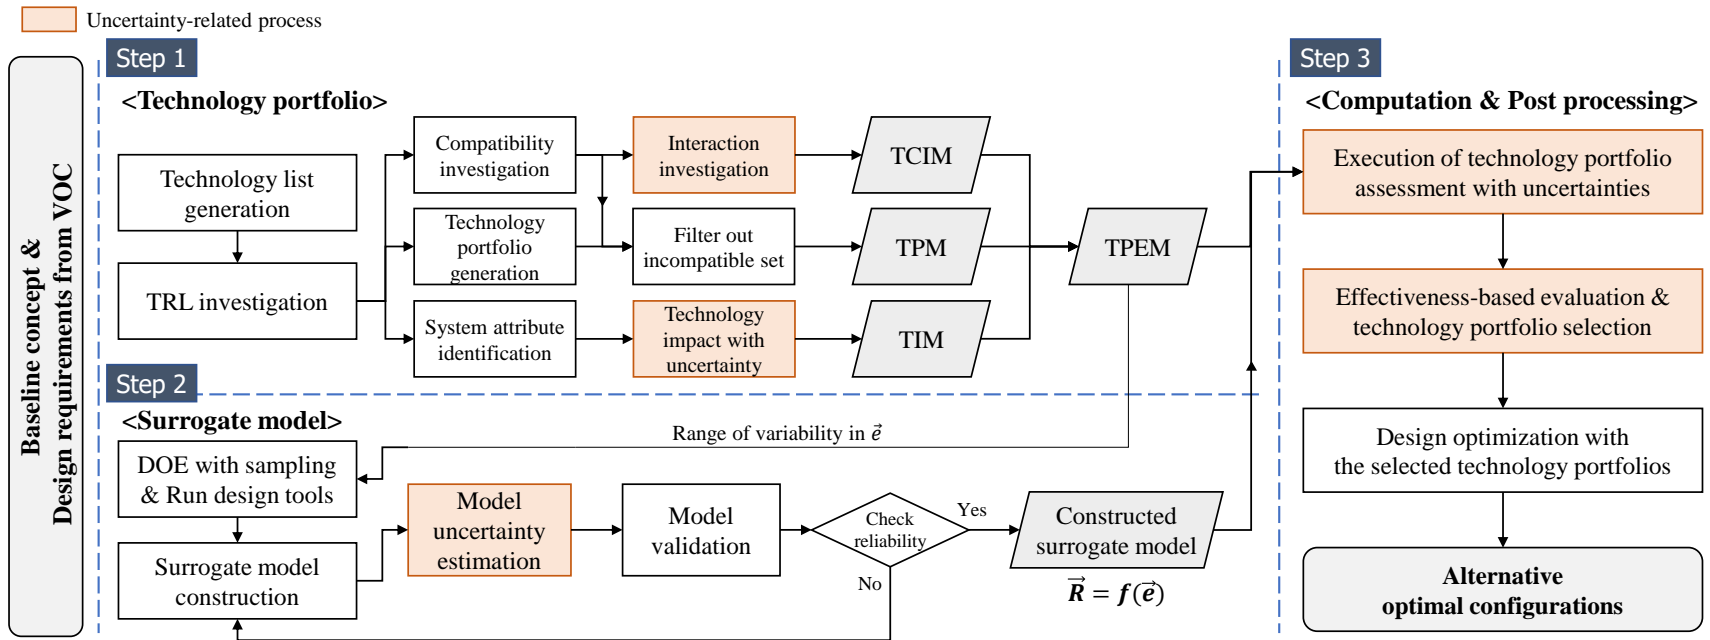 Uncertainty-related process
Baseline concept &
Design requirements from VOC
Step 1
<Technology portfolio>
Technology list
generation
TRL investigation
Compatibility
investigation
Technology
portfolio
generation
System attribute
identification
Interaction
investigation
Filter out
incompatible set
Technology
impact with
uncertainty
TCIM
TPM
TIM
TPEM
Step 2
<Surrogate model>
Range of variability in e⃗
DOE with sampling
& Run design tools
Surrogate model
construction
Model
uncertainty
estimation
Model
validation
Check
reliability
Yes
No
Constructed
surrogate model
R⃗ = f(e⃗)
Step 3
<Computation & Post processing>
Execution of technology portfolio
assessment with uncertainties
Effectiveness-based evaluation &
technology portfolio selection
Design optimization with
the selected technology portfolios
Alternative
optimal configurations